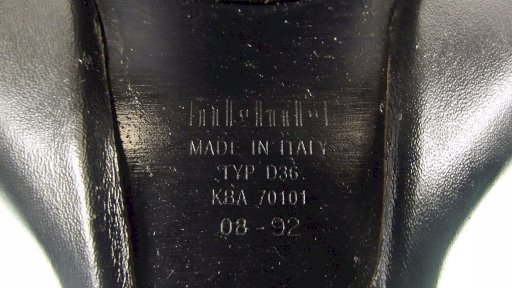 MADE IN ITALY
TYP D36
KBA 70101
08-92